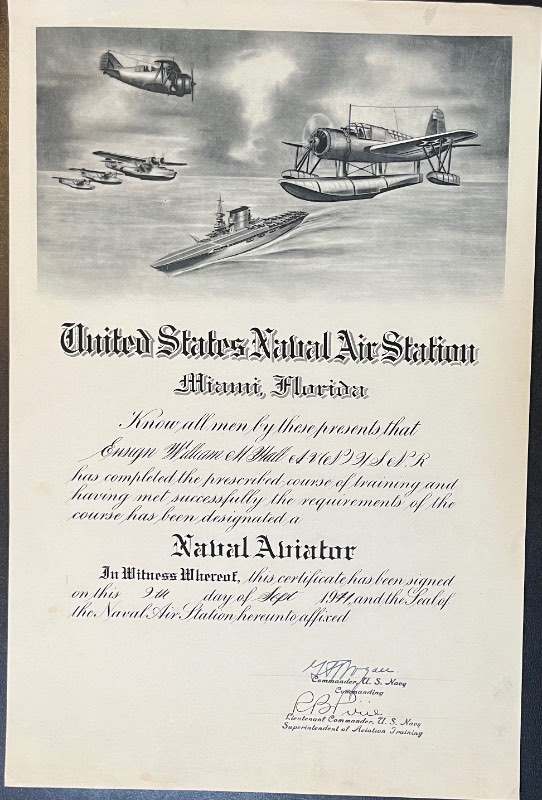 United States Naval Air Station
Miami, Florida
Know all men by these presents, that
Ensign William M. Hall A-V(S) U S N R
has completed the prescribed course of training and
having met successfully the requirements of the
course has been designated a
Naval Aviator
In Witness Whereof, this certificate has been signed
on this 9th day of Sept 1941, and the Seal of
the Naval Air Station hereunto affixed
Commander, U. S. Navy
Commanding
R B Pirie
Lieutenant Commander, U. S. Navy
Superintendent of Aviation Training